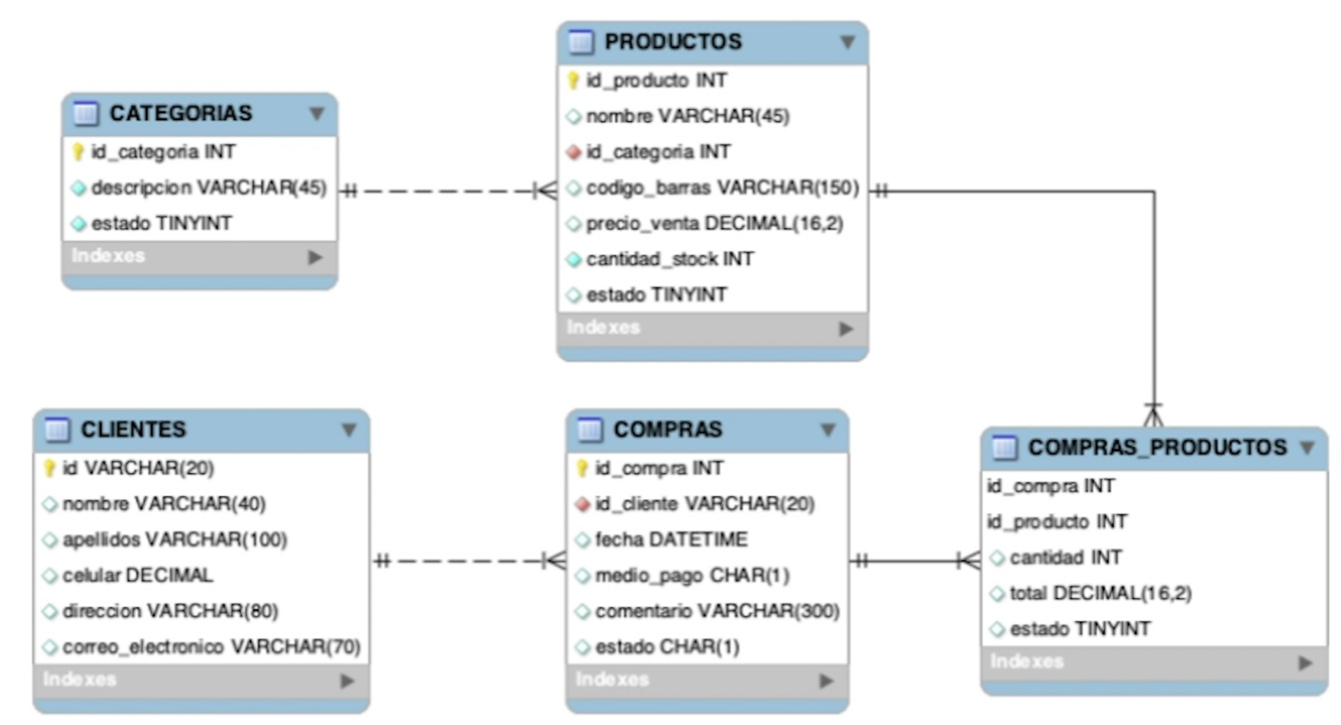 PRODUCTOS
id_producto INT
nombre VARCHAR(45)
id_categoria INT
codigo_barras VARCHAR(150)
precio_venta DECIMAL(16,2)
cantidad_stock INT
estado TINYINT
Indexes
CATEGORIAS
id_categoria INT
descripcion VARCHAR(45)
estado TINYINT
Indexes
CLIENTES
id VARCHAR(20)
nombre VARCHAR(40)
apellidos VARCHAR(100)
celular DECIMAL
direccion VARCHAR(80)
correo_electronico VARCHAR(70)
Indexes
COMPRAS
id_compra INT
id_cliente VARCHAR(20)
fecha DATETIME
medio_pago CHAR(1)
comentario VARCHAR(300)
estado CHAR(1)
Indexes
COMPRAS_PRODUCTOS
id_compra INT
id_producto INT
cantidad INT
total DECIMAL(16,2)
estado TINYINT
Indexes